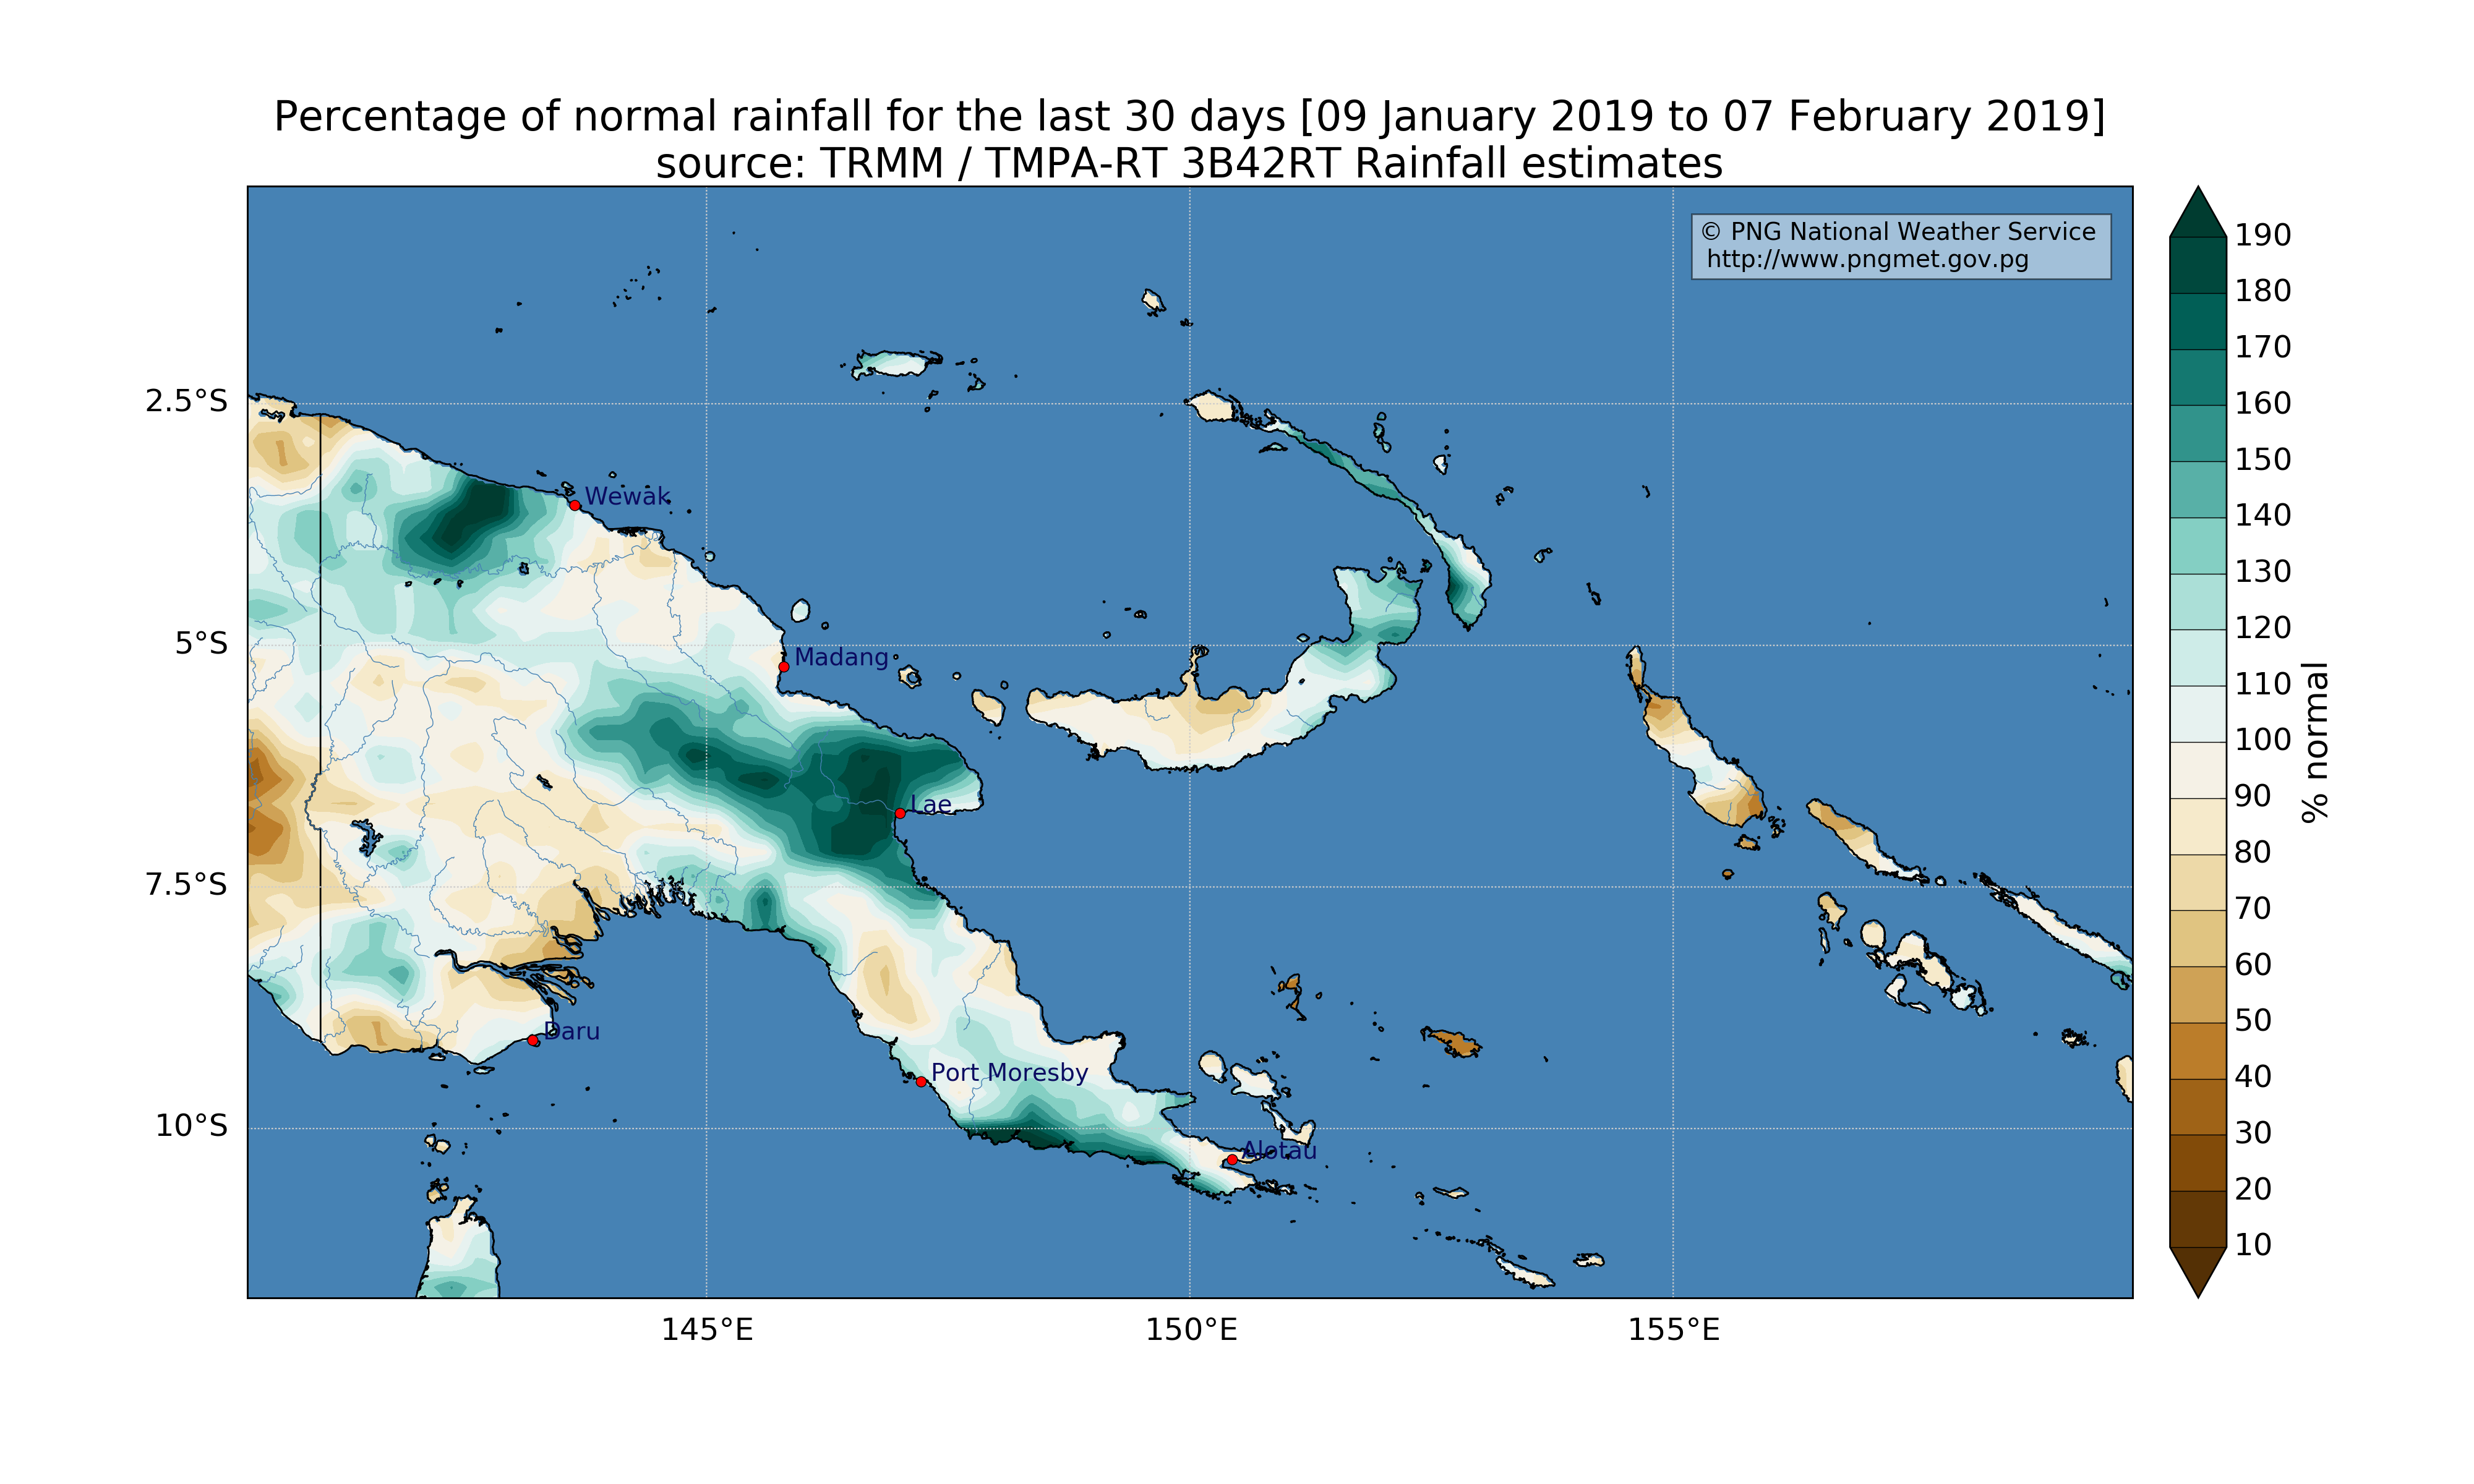 Percentage of normal rainfall for the last 30 days [09 January 2019 to 07 February 2019]
source: TRMM / TMPA-RT 3B42RT Rainfall estimates
© PNG National Weather Service
http://www.pngmet.gov.pg
2.5°S
5°S
7.5°S
10°S
Wewak
Madang
Lae
Daru
Port Moresby
Alotau
145°E
150°E
155°E
190
180
170
160
150
140
130
120
110
100
90
80
70
60
50
40
30
20
10
% normal